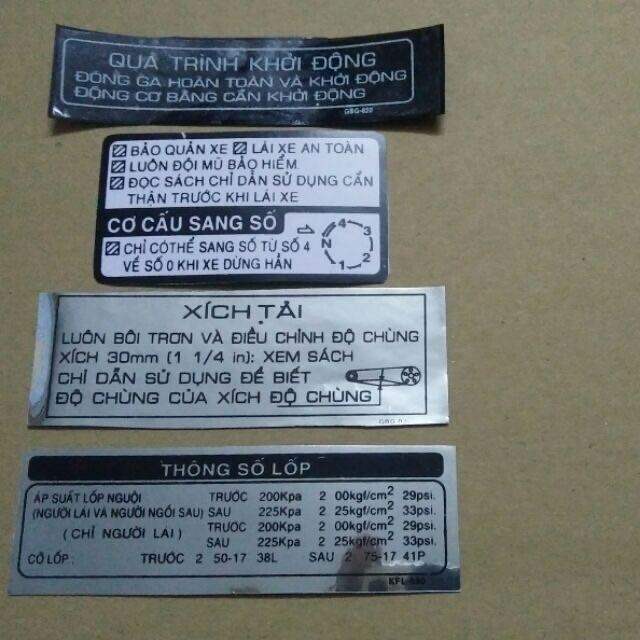 QUÁ TRÌNH KHỞI ĐỘNG
ĐÓNG GA HOÀN TOÀN VÀ KHỞI ĐỘNG
ĐỘNG CƠ BẰNG CẦN KHỞI ĐỘNG
GBG-820
BẢO QUẢN XE LÁI XE AN TOÀN
LUÔN ĐỘI MŨ BẢO HIỂM
ĐỌC SÁCH CHỈ DẪN SỬ DỤNG CẨN
THẬN TRƯỚC KHI LÁI XE
CƠ CẤU SANG SỐ
CHỈ CÓTHỂ SANG SỐ TỪ SỐ 4
VỀ SỐ 0 KHI XE DỪNG HẲN
N 4 3 2 1
XÍCH TẢI
LUÔN BÔI TRƠN VÀ ĐIỀU CHỈNH ĐỘ CHÙNG
XÍCH 30mm (1 1/4 in): XEM SÁCH
CHỈ DẪN SỬ DỤNG ĐỂ BIẾT
ĐỘ CHÙNG CỦA XÍCH ĐỘ CHÙNG
THÔNG SỐ LỐP
ÁP SUẤT LỐP NGUỘI TRƯỚC 200Kpa 2 00kgf/cm2 29psi.
(NGƯỜI LÁI VÀ NGƯỜI NGỒI SAU) SAU 225Kpa 2 25kgf/cm2 33psi.
(CHỈ NGƯỜI LÁI) TRƯỚC 200Kpa 2 00kgf/cm2 29psi.
SAU 225Kpa 2 25kgf/cm2 33psi.
CỠ LỐP : TRƯỚC 2 50-17 38L SAU 2 75-17 41P